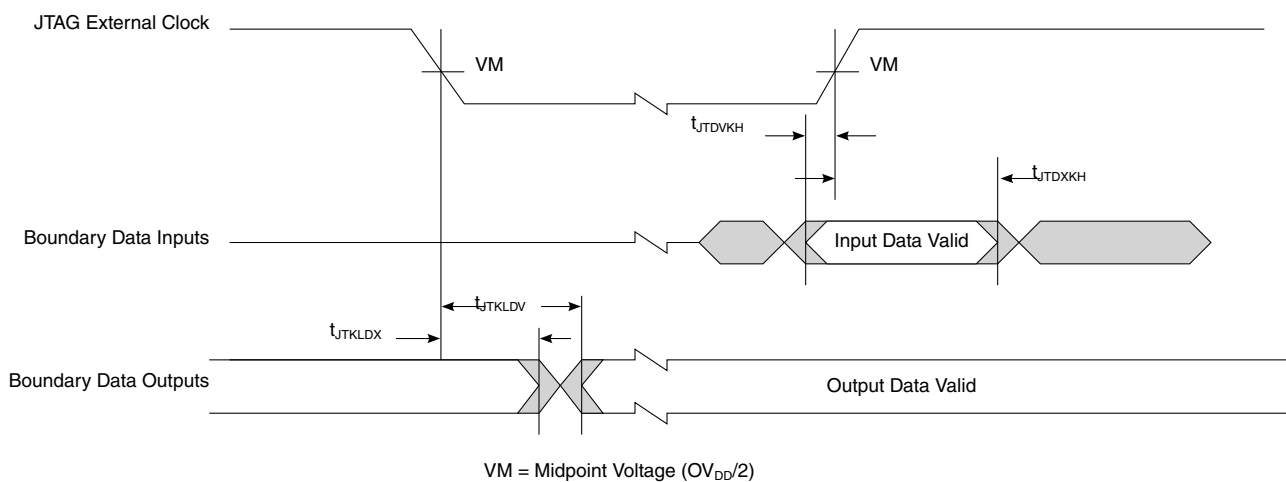 JTAG External Clock
VM
VM
tJTDVKH
tJTDXKH
Boundary Data Inputs
Input Data Valid
tJTKLDV
tJTKLDX
Boundary Data Outputs
Output Data Valid
VM = Midpoint Voltage (OVDD/2)